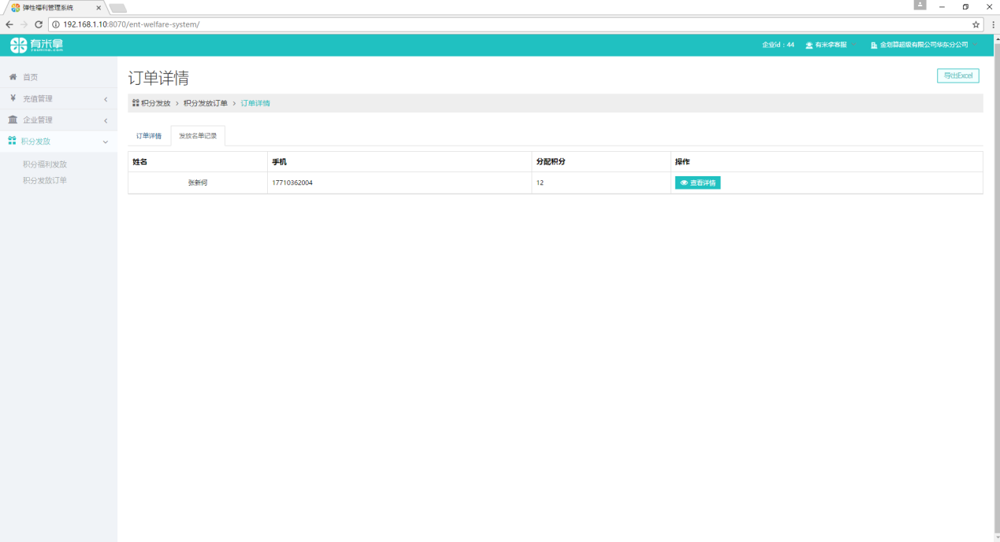 弹性福利管理系统
192.168.1.10:8070/ent-welfare-system/
有米拿
youmina.com
企业id：44 有米拿客服 金划算超级有限公司华东分公司
首页
充值管理
企业管理
积分发放
积分福利发放
积分发放订单
订单详情
导出Excel
积分发放 > 积分发放订单 > 订单详情
订单详情 发放名单记录
姓名 手机 分配积分 操作
张新何 17710362004 12 查看详情